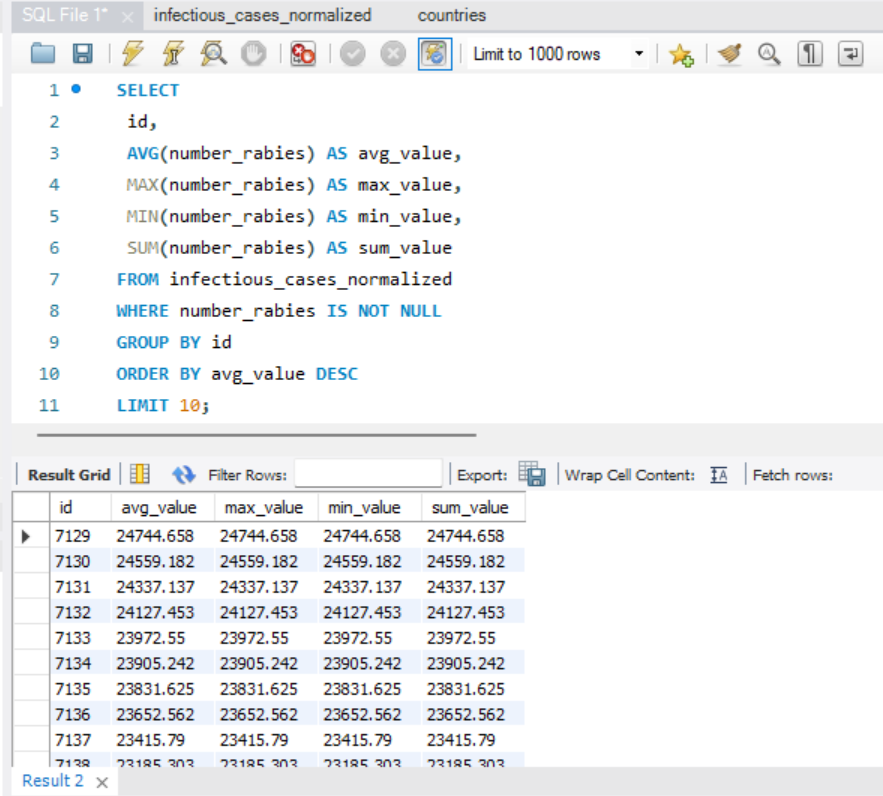 SQL File 1* infectious_cases_normalized countries
Limit to 1000 rows
1 SELECT
2 id,
3 AVG(number_rabies) AS avg_value,
4 MAX(number_rabies) AS max_value,
5 MIN(number_rabies) AS min_value,
6 SUM(number_rabies) AS sum_value
7 FROM infectious_cases_normalized
8 WHERE number_rabies IS NOT NULL
9 GROUP BY id
10 ORDER BY avg_value DESC
11 LIMIT 10;
Result Grid Filter Rows: Export: Wrap Cell Content: Fetch rows:
id avg_value max_value min_value sum_value
7129 24744.658 24744.658 24744.658 24744.658
7130 24559.182 24559.182 24559.182 24559.182
7131 24337.137 24337.137 24337.137 24337.137
7132 24127.453 24127.453 24127.453 24127.453
7133 23972.55 23972.55 23972.55 23972.55
7134 23905.242 23905.242 23905.242 23905.242
7135 23831.625 23831.625 23831.625 23831.625
7136 23652.562 23652.562 23652.562 23652.562
7137 23415.79 23415.79 23415.79 23415.79
7138 23185.303 23185.303 23185.303 23185.303
Result 2